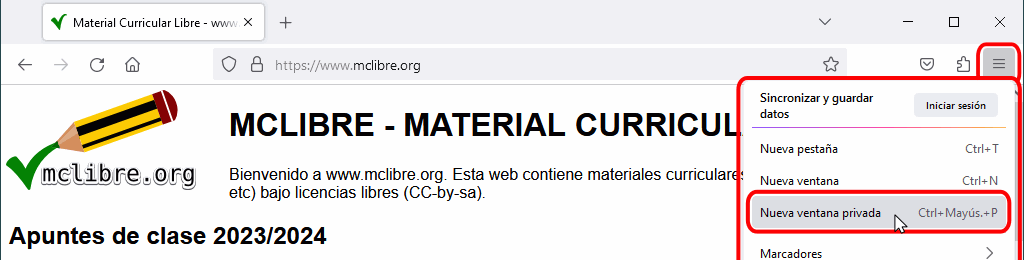 Material Curricular Libre - www
https://www.mclibre.org
Sincronizar y guardar datos
Iniciar sesión
Nueva pestaña Ctrl+T
Nueva ventana Ctrl+N
Nueva ventana privada Ctrl+Mayús.+P
Marcadores
mclibre.org
MCLIBRE - MATERIAL CURRICUL
Bienvenido a www.mclibre.org. Esta web contiene materiales curriculares
etc) bajo licencias libres (CC-by-sa).
Apuntes de clase 2023/2024